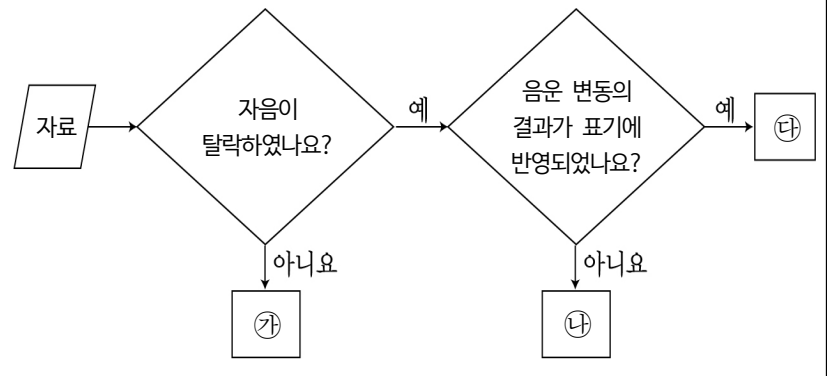 자료
자음이
탈락하였나요?
예
음운 변동의
결과가 표기에
반영되었나요?
예
㉰
아니요
㉮
아니요
㉯